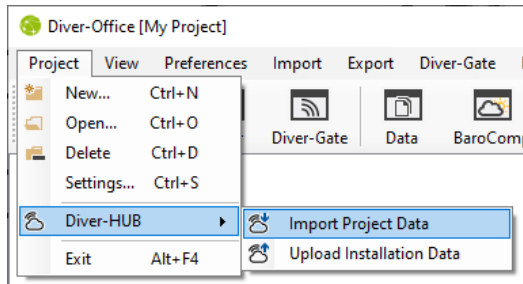 Diver-Office [My Project]
Project View Preferences Import Export Diver-Gate
New... Ctrl+N
Open... Ctrl+O
Delete Ctrl+D
Settings... Ctrl+S
Diver-HUB
Exit Alt+F4
Diver-Gate Data BaroComp
Import Project Data
Upload Installation Data